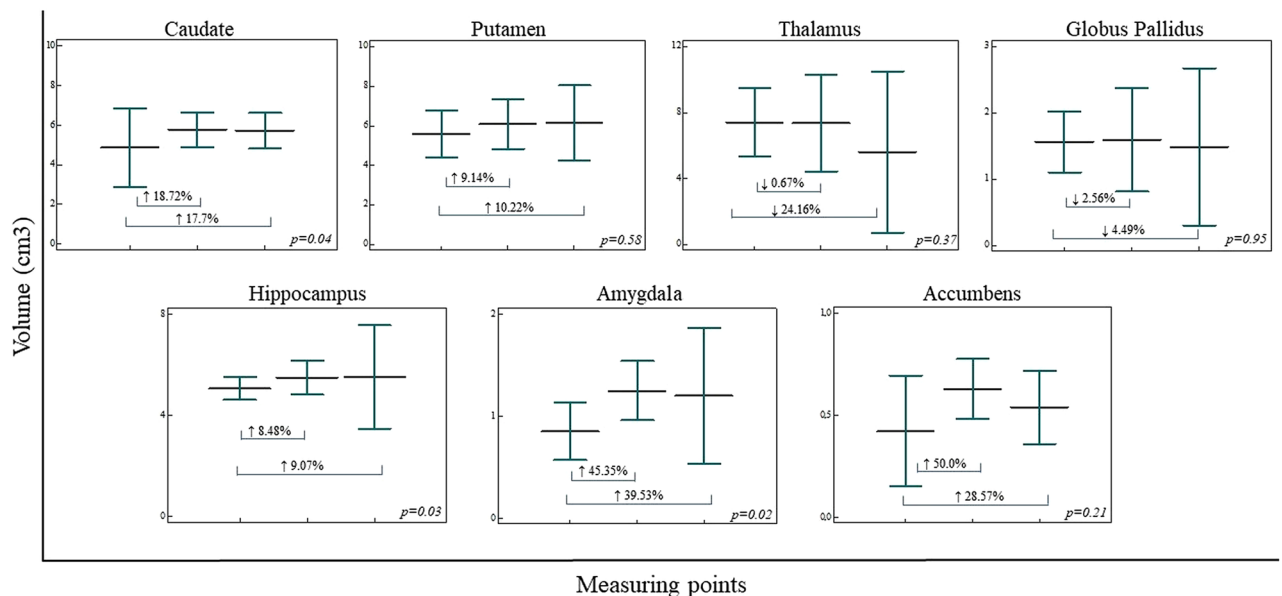 Caudate
10
8
6
4
2
0
↑ 18.72%
↑ 17.7%
p=0.04
Putamen
10
8
6
4
2
0
↑ 9.14%
↑ 10.22%
p=0.58
Thalamus
12
8
4
0
↓ 0.67%
↓ 24.16%
p=0.37
Globus Pallidus
3
2
1
0
↓ 2.56%
↓ 4.49%
p=0.95
Volume (cm3)
Hippocampus
8
4
0
↑ 8.48%
↑ 9.07%
p=0.03
Amygdala
2
1
0
↑ 45.35%
↑ 39.53%
p=0.02
Accumbens
1,0
0,5
0,0
↑ 50.0%
↑ 28.57%
p=0.21
Measuring points